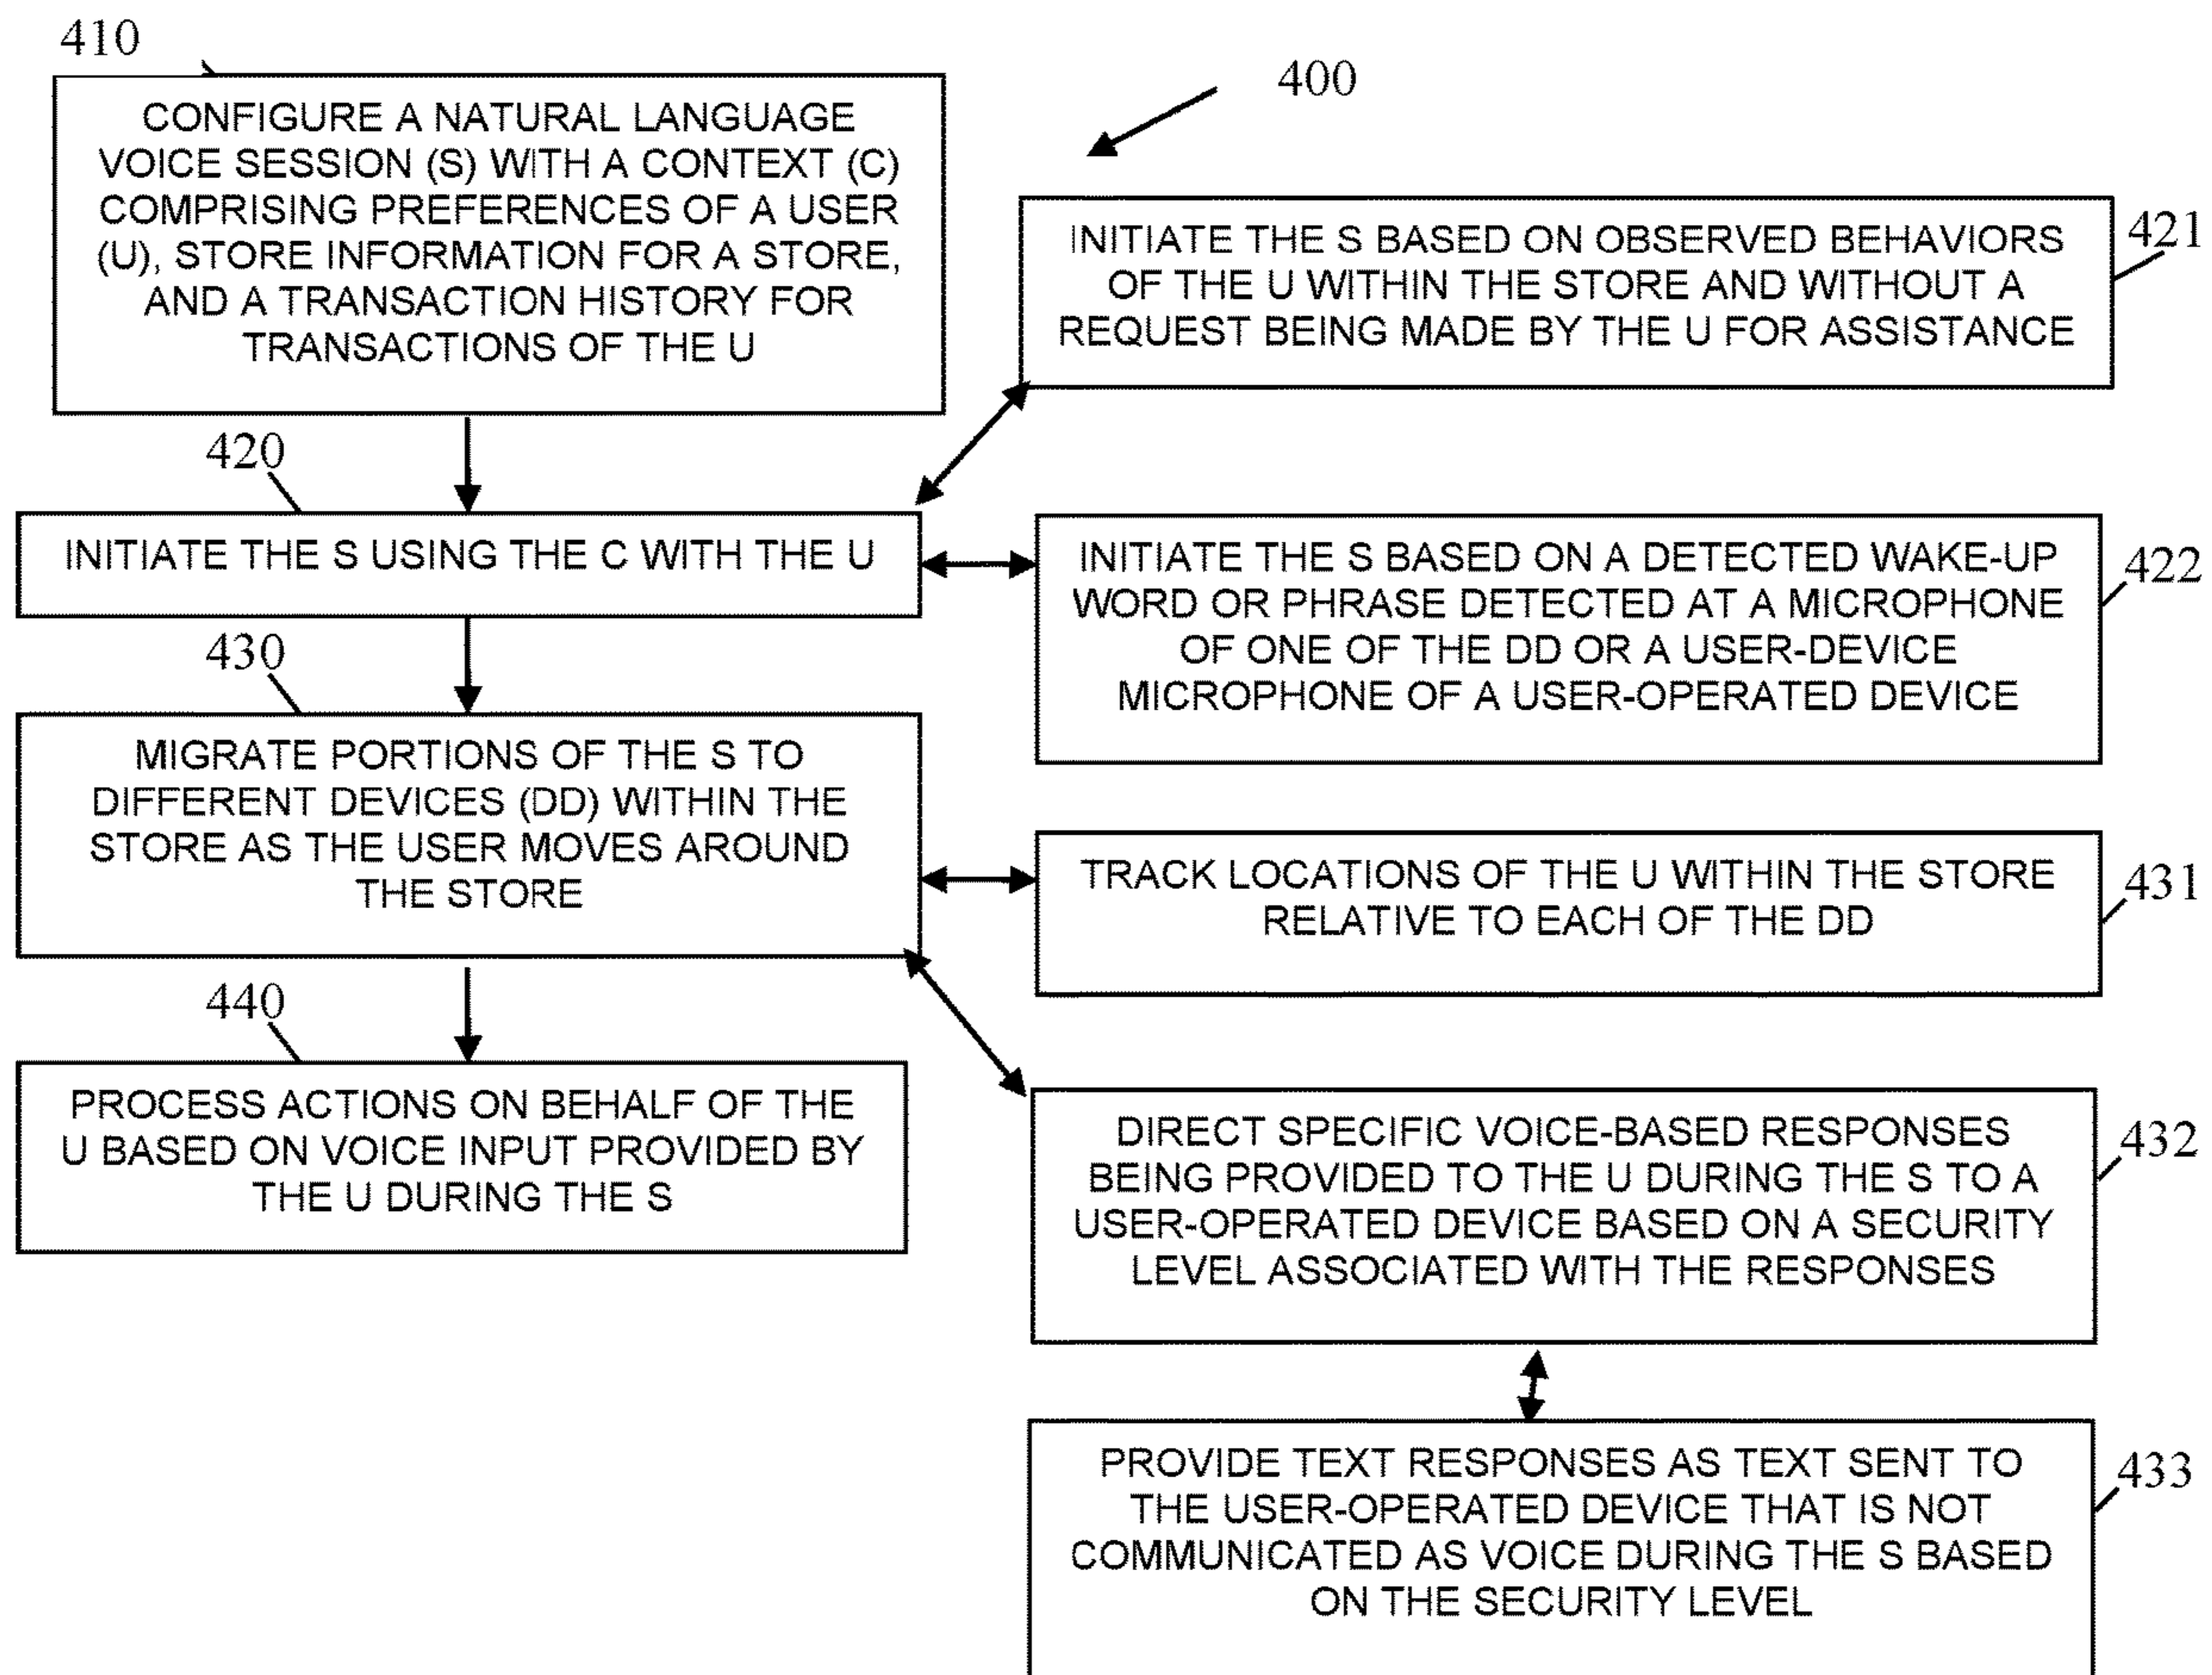 410
400
CONFIGURE A NATURAL LANGUAGE
VOICE SESSION (S) WITH A CONTEXT (C)
COMPRISING PREFERENCES OF A USER
(U), STORE INFORMATION FOR A STORE,
AND A TRANSACTION HISTORY FOR
TRANSACTIONS OF THE U
421
INITIATE THE S BASED ON OBSERVED BEHAVIORS
OF THE U WITHIN THE STORE AND WITHOUT A
REQUEST BEING MADE BY THE U FOR ASSISTANCE
420
INITIATE THE S USING THE C WITH THE U
422
INITIATE THE S BASED ON A DETECTED WAKE-UP
WORD OR PHRASE DETECTED AT A MICROPHONE
OF ONE OF THE DD OR A USER-DEVICE
MICROPHONE OF A USER-OPERATED DEVICE
430
MIGRATE PORTIONS OF THE S TO
DIFFERENT DEVICES (DD) WITHIN THE
STORE AS THE USER MOVES AROUND
THE STORE
431
TRACK LOCATIONS OF THE U WITHIN THE STORE
RELATIVE TO EACH OF THE DD
440
PROCESS ACTIONS ON BEHALF OF THE
U BASED ON VOICE INPUT PROVIDED BY
THE U DURING THE S
432
DIRECT SPECIFIC VOICE-BASED RESPONSES
BEING PROVIDED TO THE U DURING THE S TO A
USER-OPERATED DEVICE BASED ON A SECURITY
LEVEL ASSOCIATED WITH THE RESPONSES
433
PROVIDE TEXT RESPONSES AS TEXT SENT TO
THE USER-OPERATED DEVICE THAT IS NOT
COMMUNICATED AS VOICE DURING THE S BASED
ON THE SECURITY LEVEL